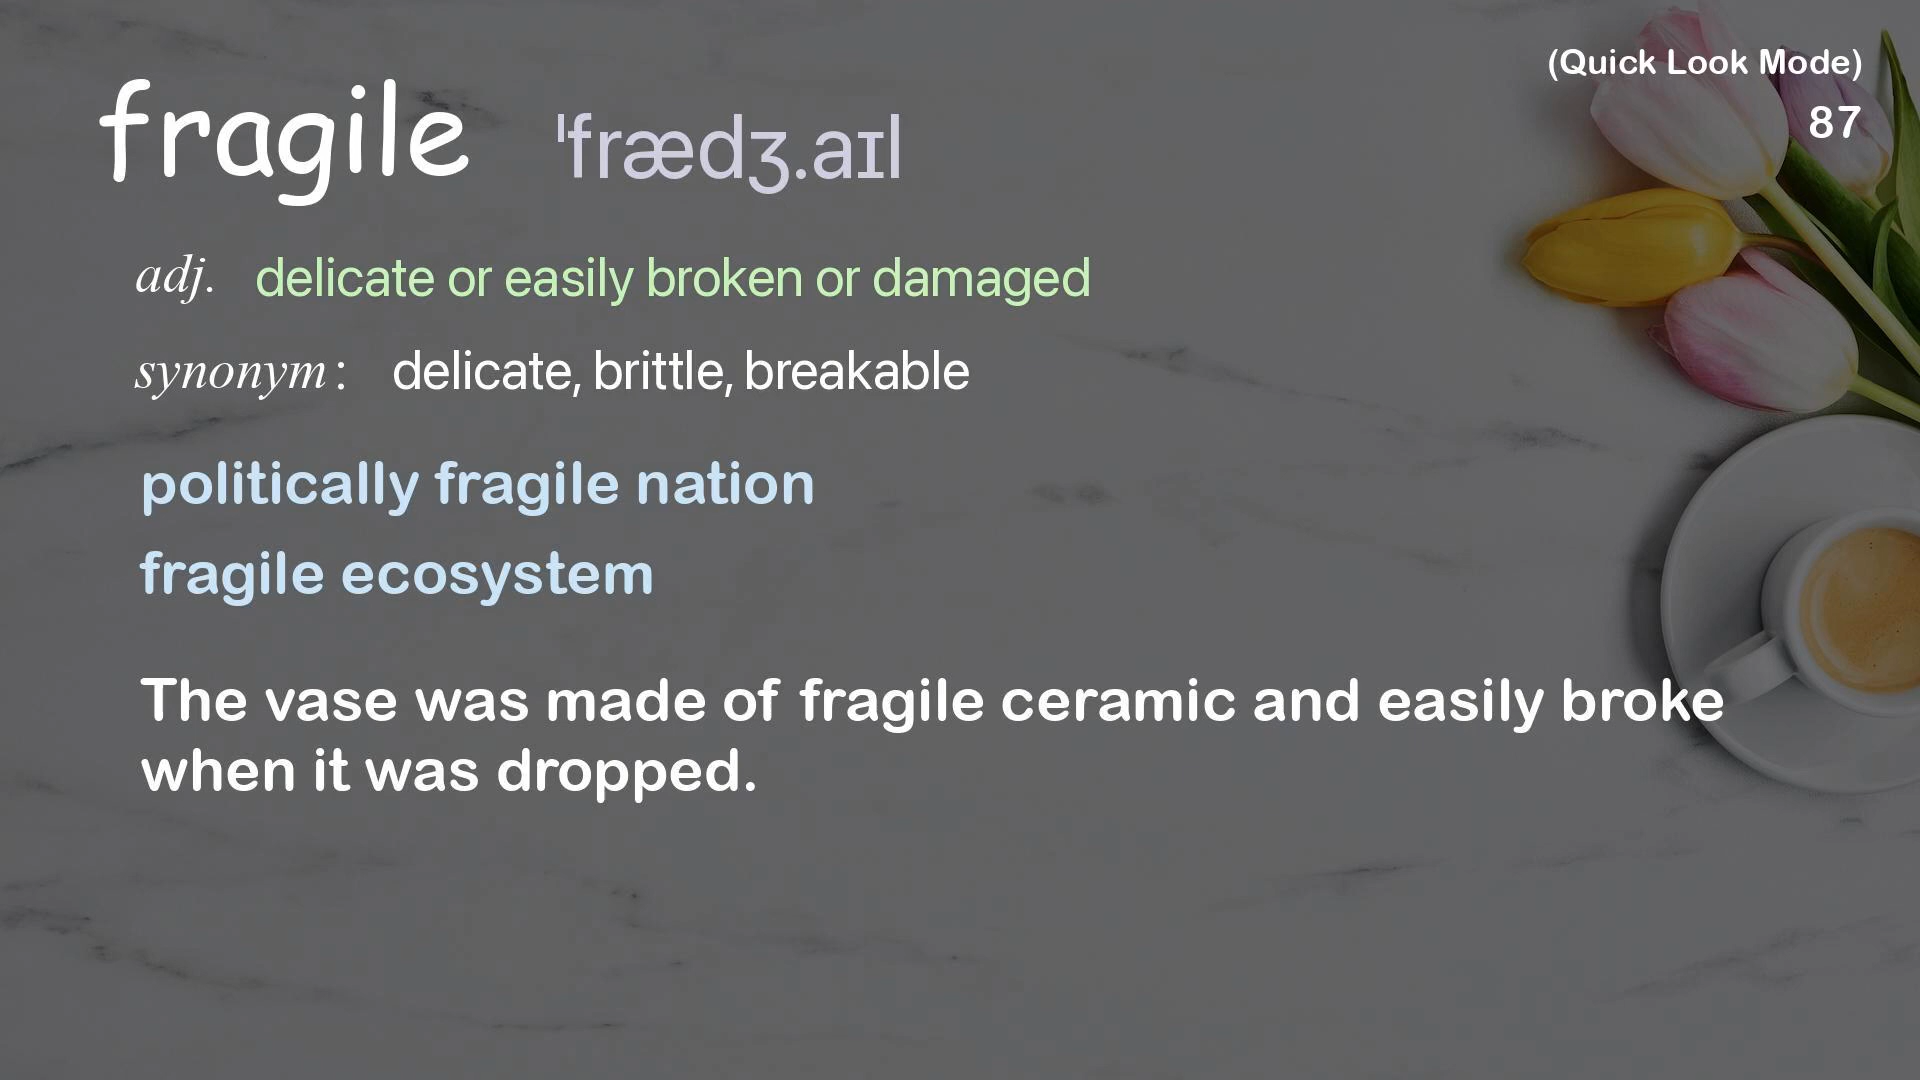 (Quick Look Mode)
87
fragile ˈfrædʒ.aɪl
adj. delicate or easily broken or damaged
synonym : delicate, brittle, breakable
politically fragile nation
fragile ecosystem
The vase was made of fragile ceramic and easily broke
when it was dropped.